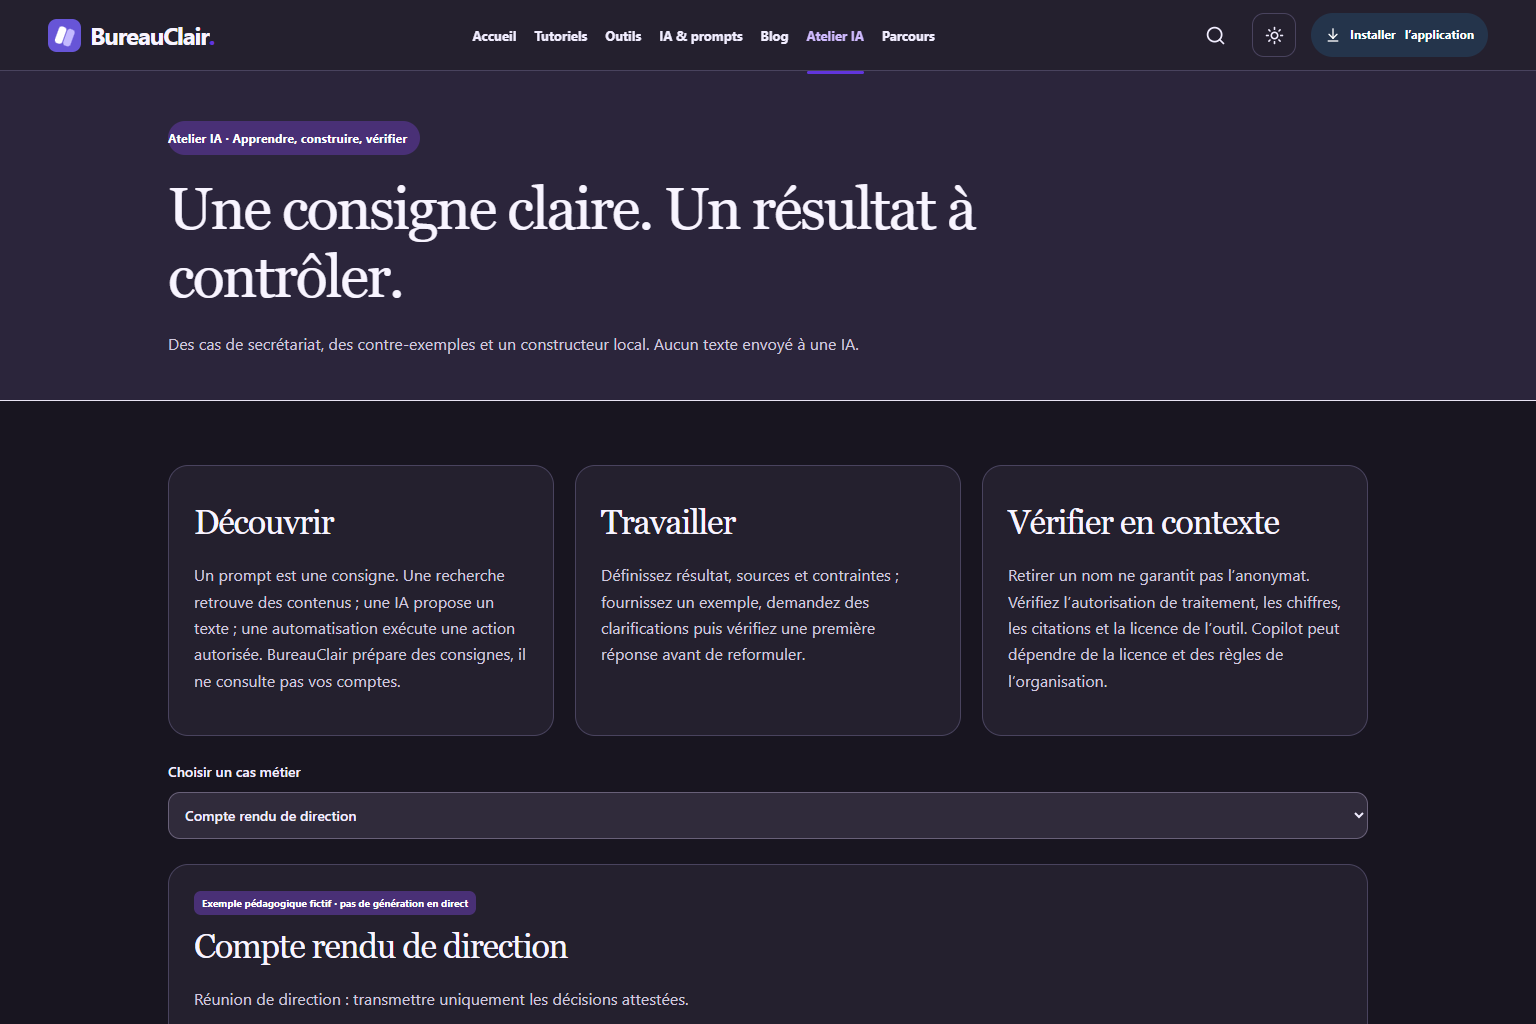 BureauClair.
Accueil Tutoriels Outils IA & prompts Blog Atelier IA Parcours
Installer l’application
Atelier IA · Apprendre, construire, vérifier
Une consigne claire. Un résultat à
contrôler.
Des cas de secrétariat, des contre-exemples et un constructeur local. Aucun texte envoyé à une IA.
Découvrir
Un prompt est une consigne. Une recherche
retrouve des contenus ; une IA propose un
texte ; une automatisation exécute une action
autorisée. BureauClair prépare des consignes, il
ne consulte pas vos comptes.
Travailler
Définissez résultat, sources et contraintes ;
fournissez un exemple, demandez des
clarifications puis vérifiez une première
réponse avant de reformuler.
Vérifier en contexte
Retirer un nom ne garantit pas l’anonymat.
Vérifiez l’autorisation de traitement, les chiffres,
les citations et la licence de l’outil. Copilot peut
dépendre de la licence et des règles de
l’organisation.
Choisir un cas métier
Compte rendu de direction
Exemple pédagogique fictif · pas de génération en direct
Compte rendu de direction
Réunion de direction : transmettre uniquement les décisions attestées.